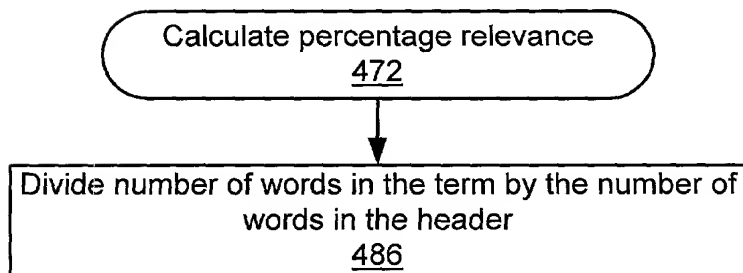 Calculate percentage relevance
472
Divide number of words in the term by the number of
words in the header
486